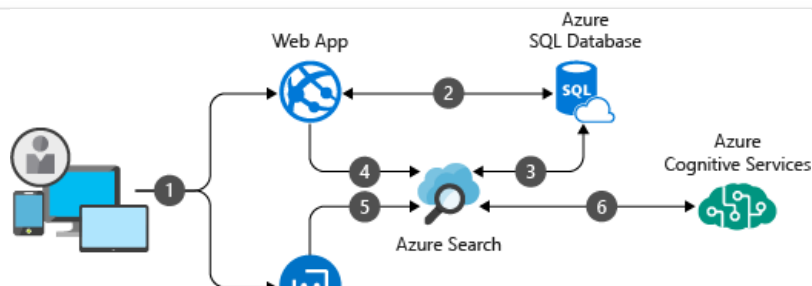 Azure
SQL Database
Web App
SQL
2
Azure
Cognitive Services
1
4
3
5
6
Azure Search